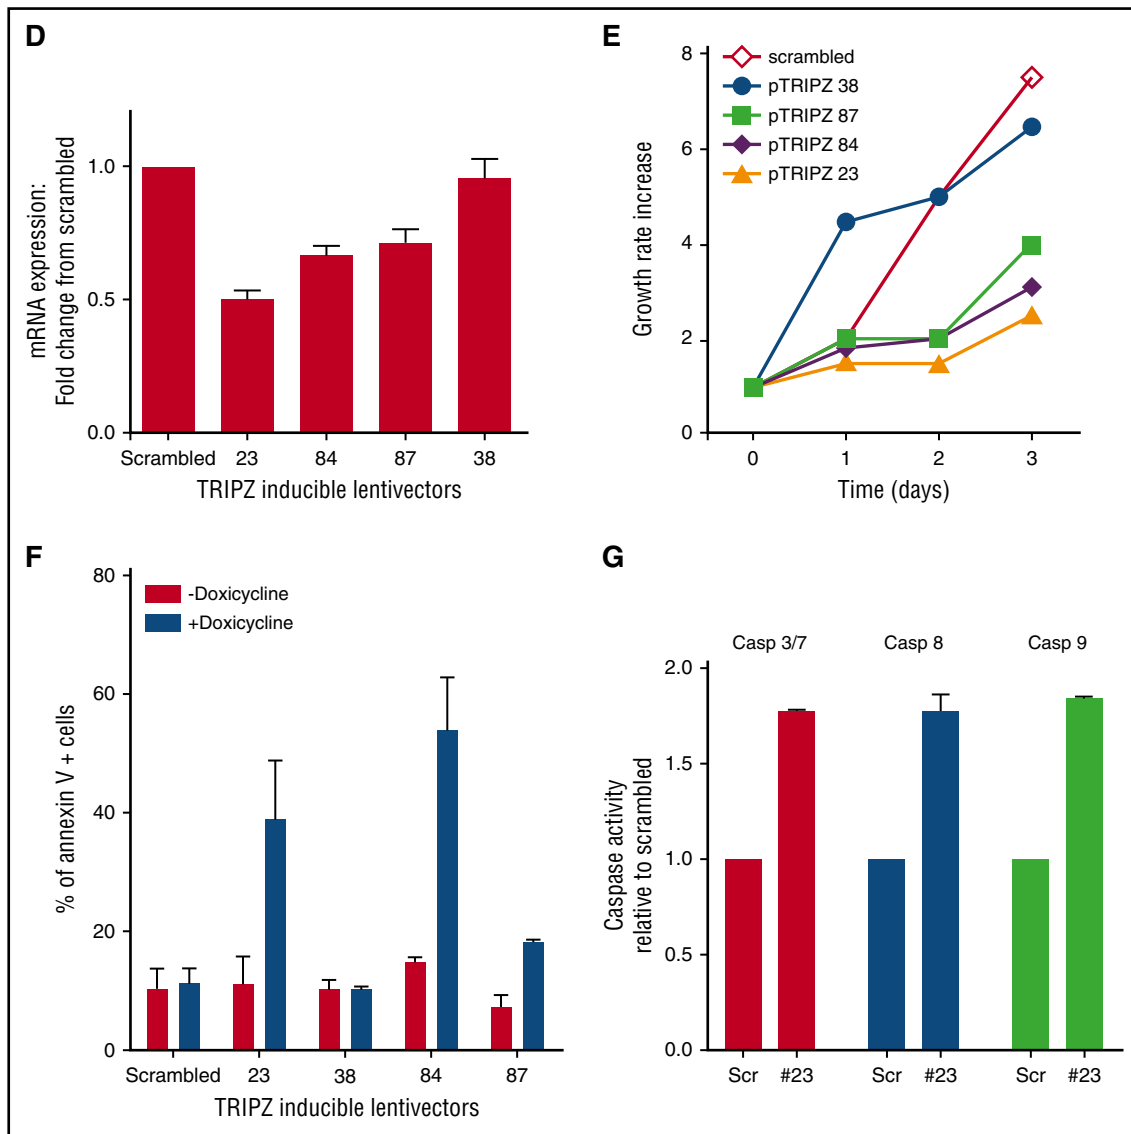 D
mRNA expression:
Fold change from scrambled
1.0
0.5
0.0
Scrambled 23 84 87 38
TRIPZ inducible lentivectors
E
Growth rate increase
8
6
4
2
0
scrambled
pTRIPZ 38
pTRIPZ 87
pTRIPZ 84
pTRIPZ 23
0 1 2 3
Time (days)
F
% of annexin V + cells
80
60
40
20
0
-Doxicycline
+Doxicycline
Scrambled 23 38 84 87
TRIPZ inducible lentivectors
G
Caspase activity
relative to scrambled
Casp 3/7 Casp 8 Casp 9
2.0
1.5
1.0
0.5
0.0
Scr #23 Scr #23 Scr #23